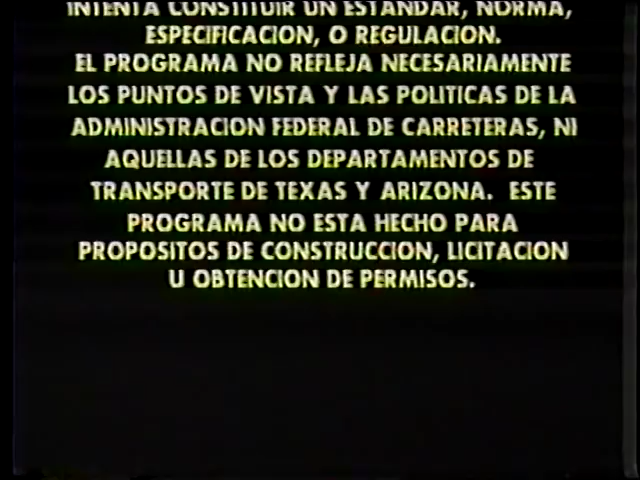 INTENTA CONSTITUIR UN ESTANDAR, NORMA,
ESPECIFICACION, O REGULACION.
EL PROGRAMA NO REFLEJA NECESARIAMENTE
LOS PUNTOS DE VISTA Y LAS POLITICAS DE LA
ADMINISTRACION FEDERAL DE CARRETERAS, NI
AQUELLAS DE LOS DEPARTAMENTOS DE
TRANSPORTE DE TEXAS Y ARIZONA. ESTE
PROGRAMA NO ESTA HECHO PARA
PROPOSITOS DE CONSTRUCCION, LICITACION
U OBTENCION DE PERMISOS.